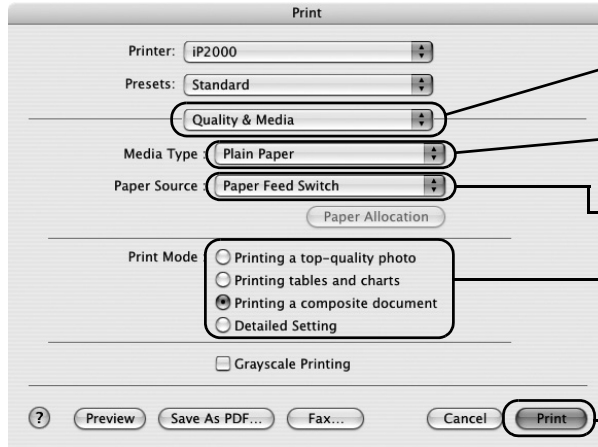 Print
Printer: iP2000
Presets: Standard
Quality & Media
Media Type : Plain Paper
Paper Source : Paper Feed Switch
Paper Allocation
Print Mode : Printing a top-quality photo
Printing tables and charts
Printing a composite document
Detailed Setting
Grayscale Printing
? Preview Save As PDF... Fax... Cancel Print